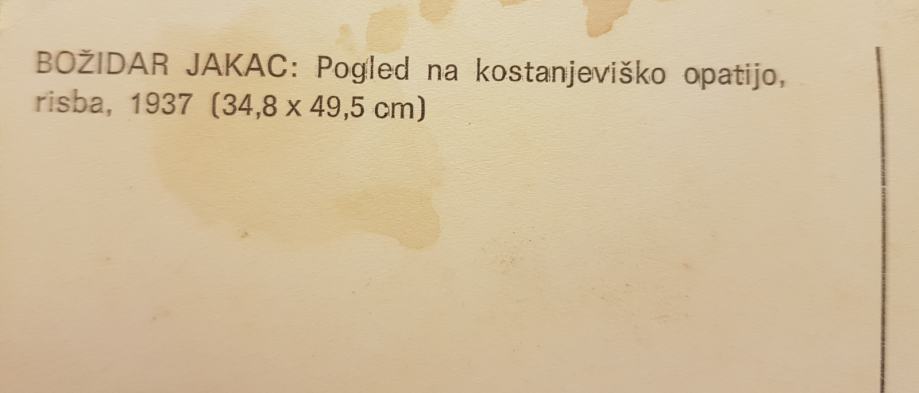 BOŽIDAR JAKAC: Pogled na kostanjeviško opatijo,
risba, 1937 (34,8 x 49,5 cm)